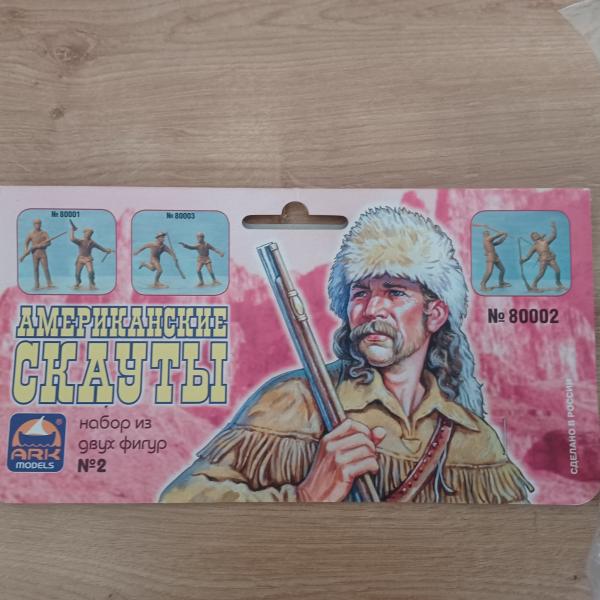 № 80001
№ 80003
АМЕРИКАНСКИЕ
СКАУТЫ
набор из
двух фигур
№2
ARK
MODELS
№ 80002
СДЕЛАНО В РОССИИ